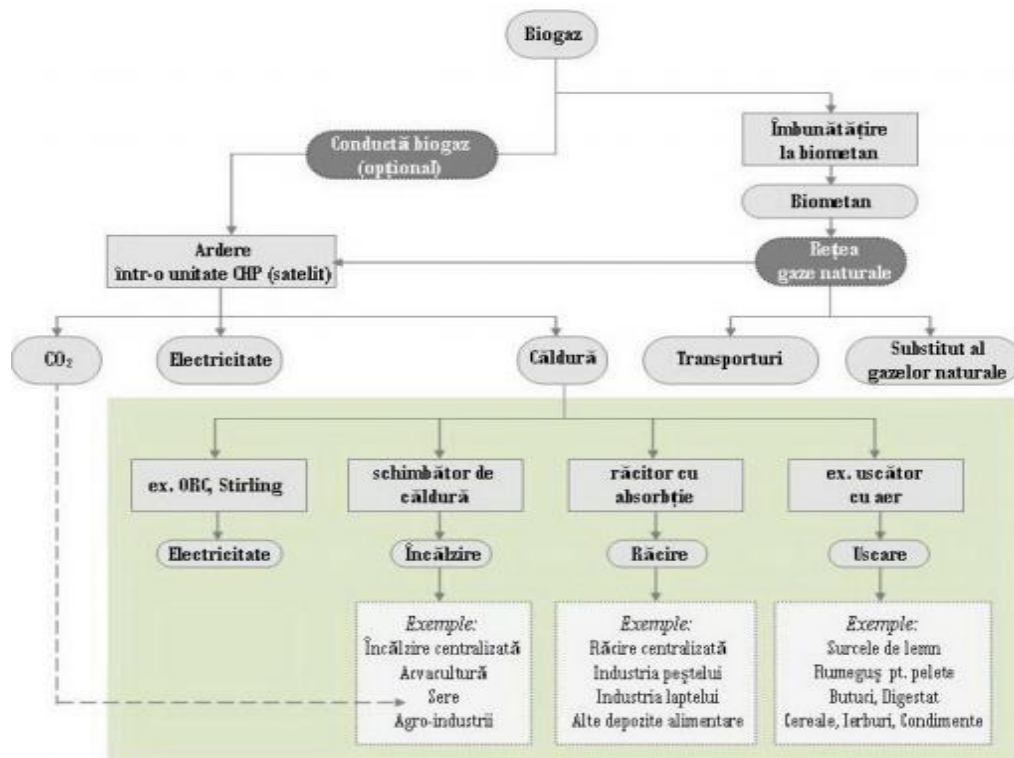 Biogaz
Conductă biogaz
(opțional)
Îmbunătățire
la biometan
Biometan
Rețea
gaze naturale
Ardere
într-o unitate CHP (satelit)
CO₂
Electricitate
Căldură
Transporturi
Substitut al
gazelor naturale
ex. ORC, Stirling
schimbător de
căldură
răcitor cu
absorbție
ex. uscător
cu aer
Electricitate
Încălzire
Răcire
Uscare
Exemple:
Încălzire centralizată
Acvacultură
Sere
Agro-industrii
Exemple:
Răcire centralizată
Industria peștelui
Industria laptelui
Alte depozite alimentare
Exemple:
Surcele de lemn
Rumeguș pt. pelete
Butuci, Digestat
Cereale, Ierburi, Condimente